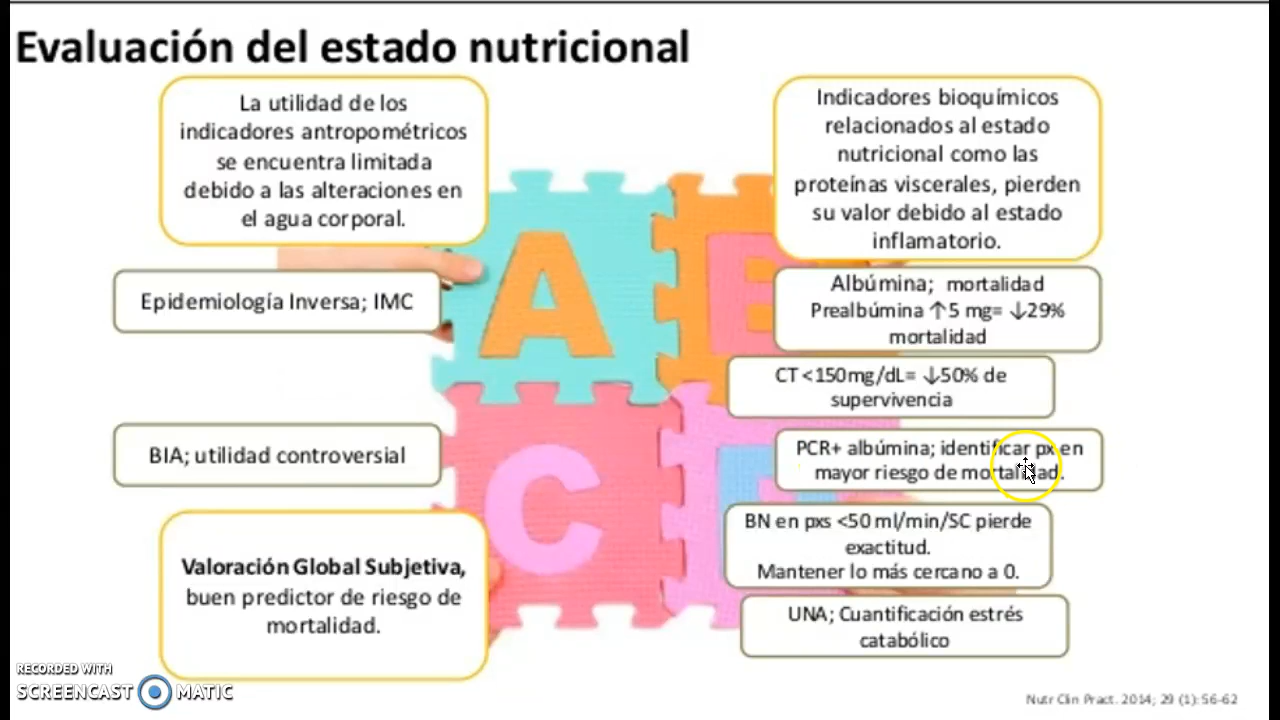 Evaluación del estado nutricional
La utilidad de los
indicadores antropométricos
se encuentra limitada
debido a las alteraciones en
el agua corporal.
Epidemiología Inversa; IMC
BIA; utilidad controversial
Valoración Global Subjetiva,
buen predictor de riesgo de
mortalidad.
A
B
C
Indicadores bioquímicos
relacionados al estado
nutricional como las
proteínas viscerales, pierden
su valor debido al estado
inflamatorio.
Albúmina; mortalidad
Prealbúmina ↑5 mg= ↓29%
mortalidad
CT <150mg/dL= ↓50% de
supervivencia
PCR+ albúmina; identificar px en
mayor riesgo de mortalidad.
BN en pxs <50 ml/min/SC pierde
exactitud.
Mantener lo más cercano a 0.
UNA; Cuantificación estrés
catabólico
RECORDED WITH
SCREENCAST MATIC
Nutr Clin Pract. 2014; 29 (1):56-62